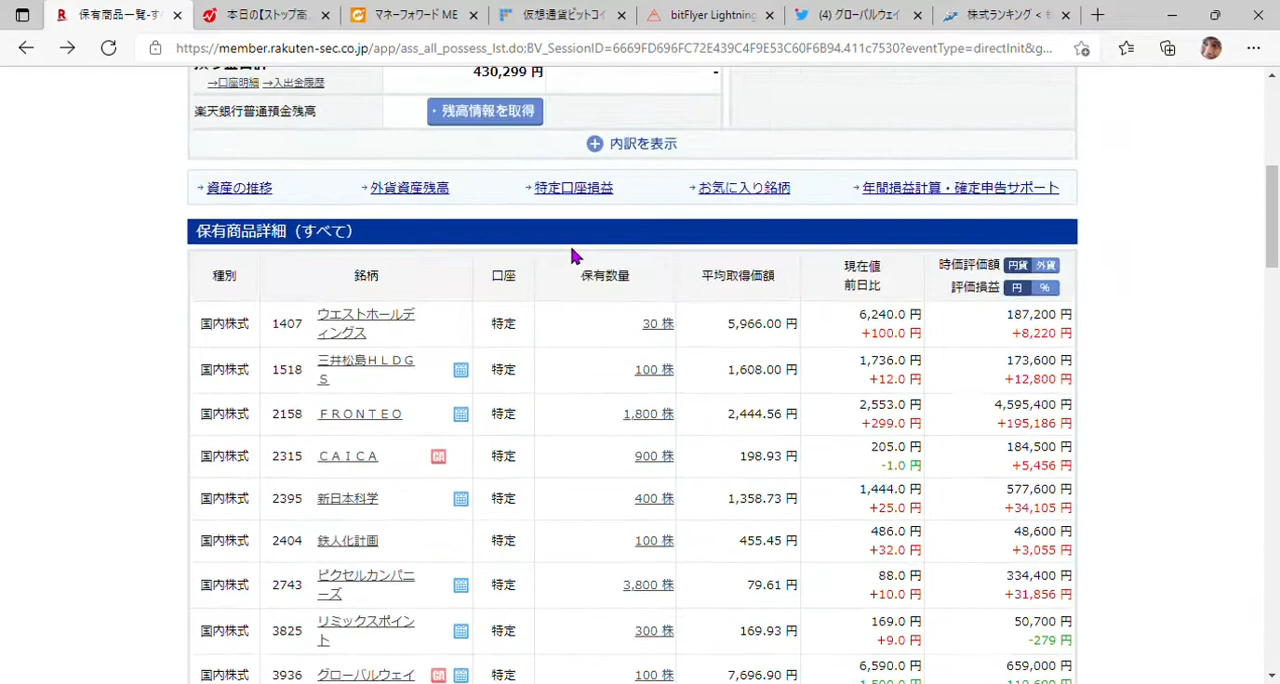 保有商品一覧-す
本日の【ストップ高
マネーフォワード ME
仮想通貨ビットコイ
bitFlyer Lightning
(4) グローバルウェイ
株式ランキング < も
https://member.rakuten-sec.co.jp/app/ass_all_possess_lst.do:BV_SessionID=6669FD696FC72E439C4F9E53C60F6B94.411c7530?eventType=directInit&g...
430,299 円
-
→口座明細 →入出金履歴
楽天銀行普通預金残高
残高情報を取得
内訳を表示
資産の推移
外貨資産残高
特定口座損益
お気に入り銘柄
年間損益計算・確定申告サポート
保有商品詳細（すべて）
種別 銘柄 口座 保有数量 平均取得価額 現在値 時価評価額 円貨 外貨
前日比 評価損益 円 %
国内株式 1407 ウエストホールデ
ィングス 特定 30 株 5,966.00 円 6,240.0 円 187,200 円
+100.0 円 +8,220 円
国内株式 1518 三井松島ＨＬＤＧ
Ｓ 特定 100 株 1,608.00 円 1,736.0 円 173,600 円
+12.0 円 +12,800 円
国内株式 2158 ＦＲＯＮＴＥＯ 特定 1,800 株 2,444.56 円 2,553.0 円 4,595,400 円
+299.0 円 +195,186 円
国内株式 2315 ＣＡＩＣＡ GA 特定 900 株 198.93 円 205.0 円 184,500 円
-1.0 円 +5,456 円
国内株式 2395 新日本科学 特定 400 株 1,358.73 円 1,444.0 円 577,600 円
+25.0 円 +34,105 円
国内株式 2404 鉄人化計画 特定 100 株 455.45 円 486.0 円 48,600 円
+32.0 円 +3,055 円
国内株式 2743 ピクセルカンパニ
ーズ 特定 3,800 株 79.61 円 88.0 円 334,400 円
+10.0 円 +31,856 円
国内株式 3825 リミックスポイン
ト 特定 300 株 169.93 円 169.0 円 50,700 円
+9.0 円 -279 円
国内株式 3936 グローバルウェイ GA 特定 100 株 7,696.90 円 6,590.0 円 659,000 円